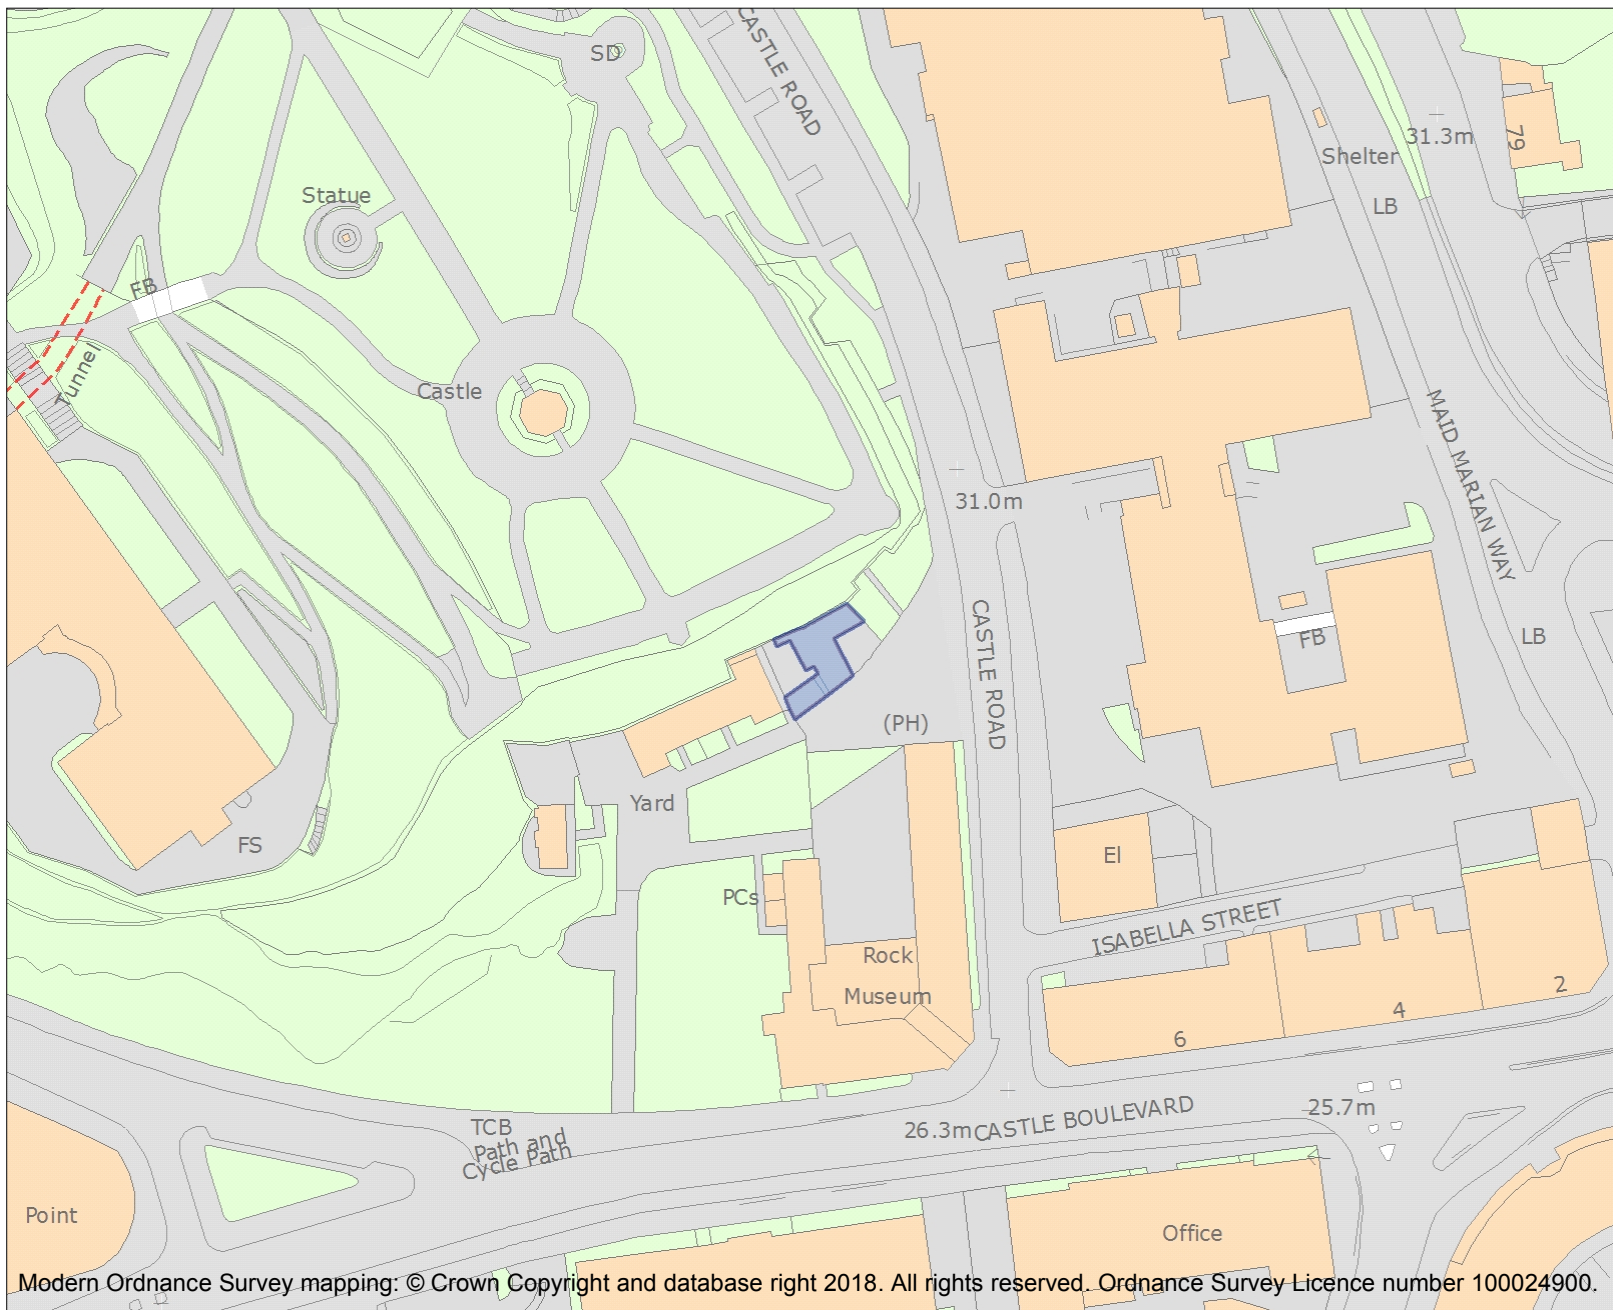 SD
CASTLE ROAD
31.3m
79
Shelter
Statue
LB
FB
Tunnel
Castle
MAID MARIAN WAY
31.0m
CASTLE ROAD
FB
LB
(PH)
Yard
FS
El
PCs
ISABELLA STREET
Rock
Museum
2
4
6
TCB
Path and
Cycle Path
26.3m
CASTLE BOULEVARD
25.7m
Point
Office
Modern Ordnance Survey mapping: © Crown Copyright and database right 2018. All rights reserved. Ordnance Survey Licence number 100024900.